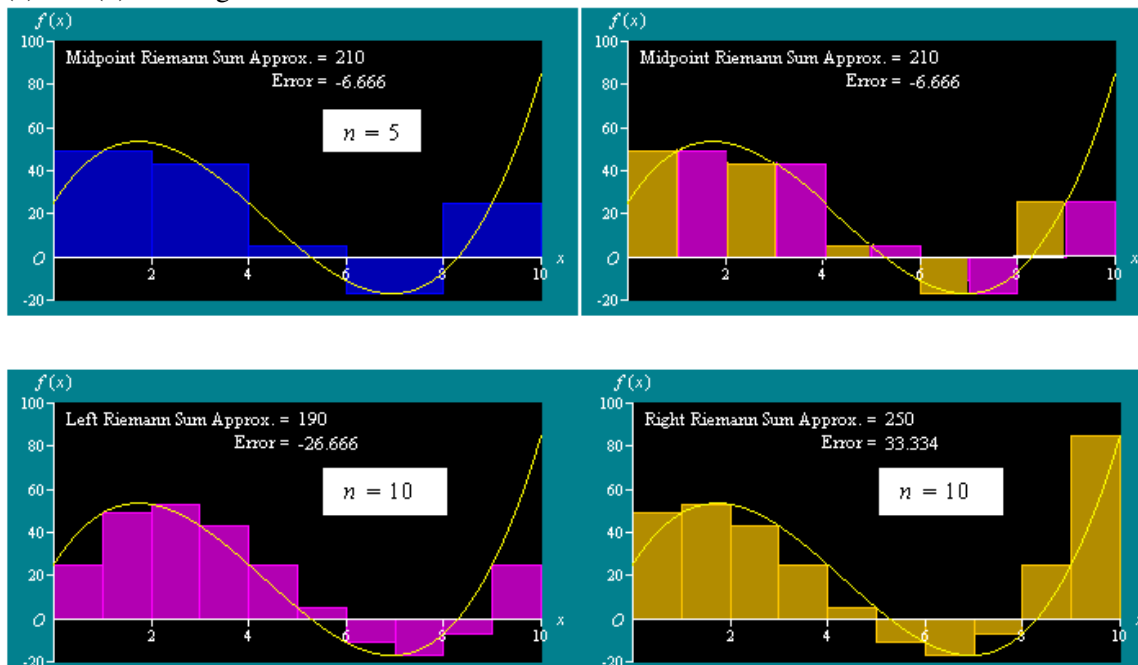 f(x)
f(x)
100
Midpoint Riemann Sum Approx. = 210
Error = -6.666
n = 5
80
60
40
20
O
-20
2
4
6
8
10
x
100
Midpoint Riemann Sum Approx. = 210
Error = -6.666
80
60
40
20
O
-20
2
4
6
8
10
x
f(x)
100
Left Riemann Sum Approx. = 190
Error = -26.666
n = 10
80
60
40
20
O
-20
2
4
6
8
10
x
f(x)
100
Right Riemann Sum Approx. = 250
Error = 33.334
n = 10
80
60
40
20
O
-20
2
4
6
8
10
x